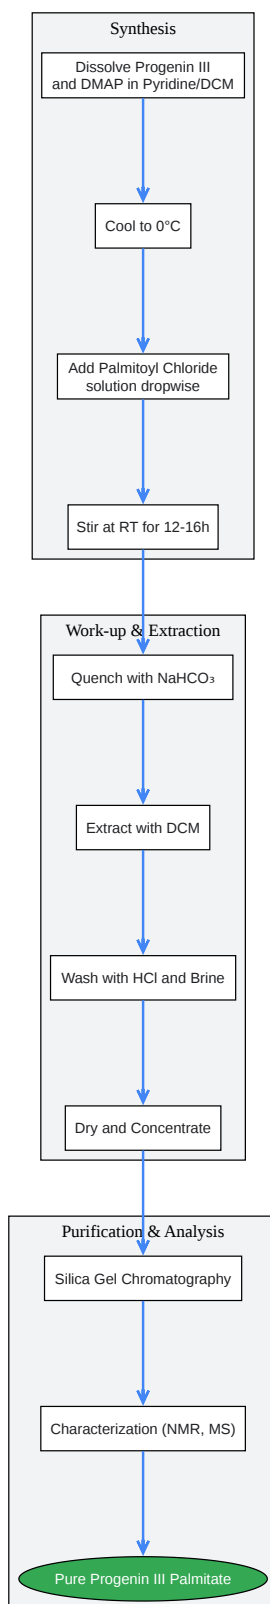 Synthesis
Dissolve Progenin III
and DMAP in Pyridine/DCM
Cool to 0°C
Add Palmitoyl Chloride
solution dropwise
Stir at RT for 12-16h
Work-up & Extraction
Quench with NaHCO₃
Extract with DCM
Wash with HCl and Brine
Dry and Concentrate
Purification & Analysis
Silica Gel Chromatography
Characterization (NMR, MS)
Pure Progenin III Palmitate